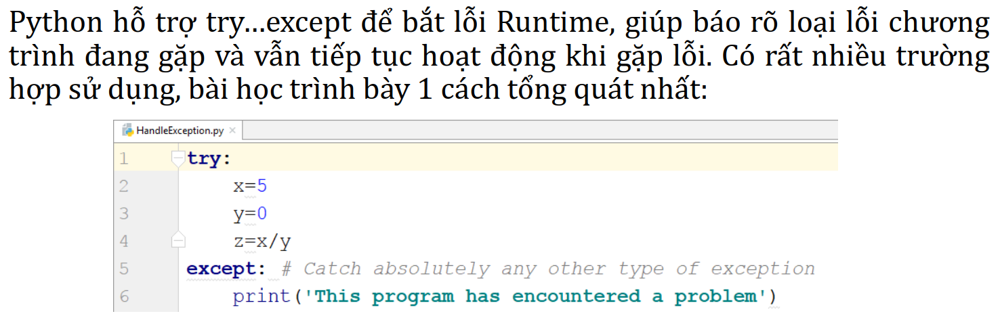 Python hỗ trợ try…except để bắt lỗi Runtime, giúp báo rõ loại lỗi chương
trình đang gặp và vẫn tiếp tục hoạt động khi gặp lỗi. Có rất nhiều trường
hợp sử dụng, bài học trình bày 1 cách tổng quát nhất:
HandleException.py
1 try:
2     x=5
3     y=0
4     z=x/y
5 except: # Catch absolutely any other type of exception
6     print('This program has encountered a problem')